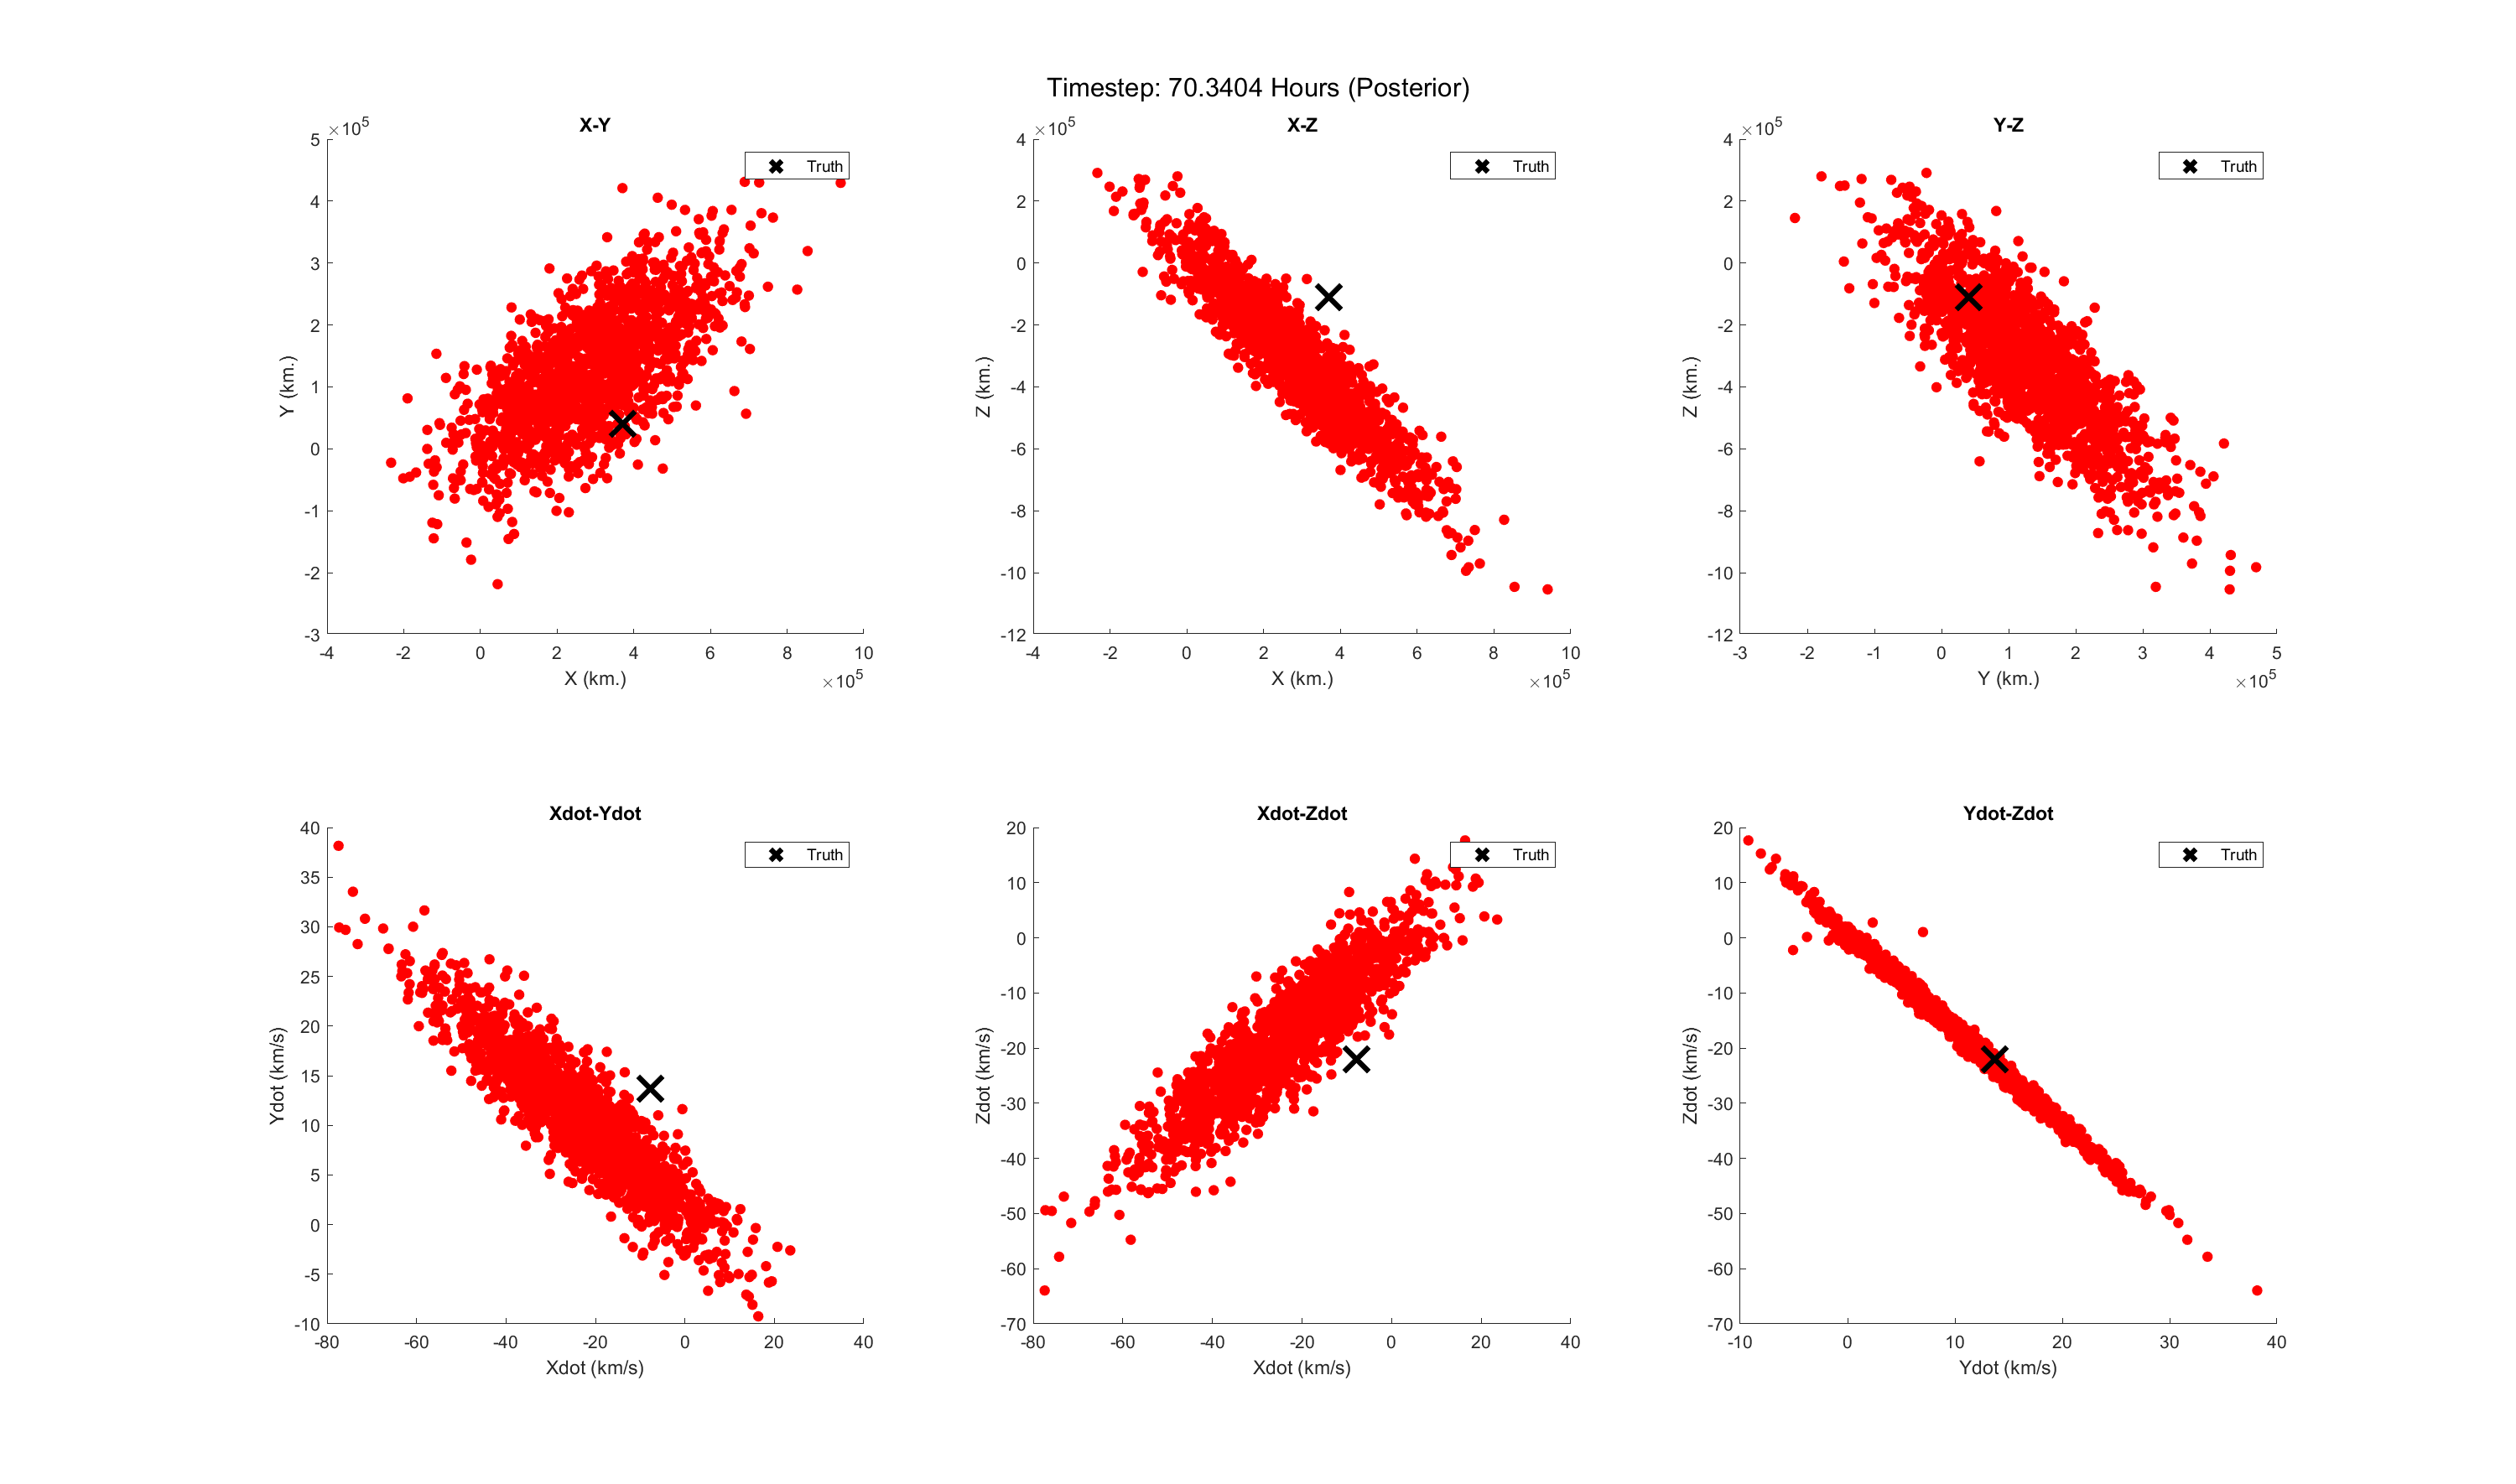 Timestep: 70.3404 Hours (Posterior)
X-Y
×10^5
5
4
3
2
1
0
-1
-2
-3
Y (km.)
Truth
-4 -2 0 2 4 6 8 10
X (km.)
×10^5
X-Z
×10^5
4
2
0
-2
-4
-6
-8
-10
-12
Z (km.)
Truth
-4 -2 0 2 4 6 8 10
X (km.)
×10^5
Y-Z
×10^5
4
2
0
-2
-4
-6
-8
-10
-12
Z (km.)
Truth
-3 -2 -1 0 1 2 3 4 5
Y (km.)
×10^5
Xdot-Ydot
40
35
30
25
20
15
10
5
0
-5
-10
Ydot (km/s)
Truth
-80 -60 -40 -20 0 20 40
Xdot (km/s)
Xdot-Zdot
20
10
0
-10
-20
-30
-40
-50
-60
-70
Zdot (km/s)
Truth
-80 -60 -40 -20 0 20 40
Xdot (km/s)
Ydot-Zdot
20
10
0
-10
-20
-30
-40
-50
-60
-70
Zdot (km/s)
Truth
-10 0 10 20 30 40
Ydot (km/s)